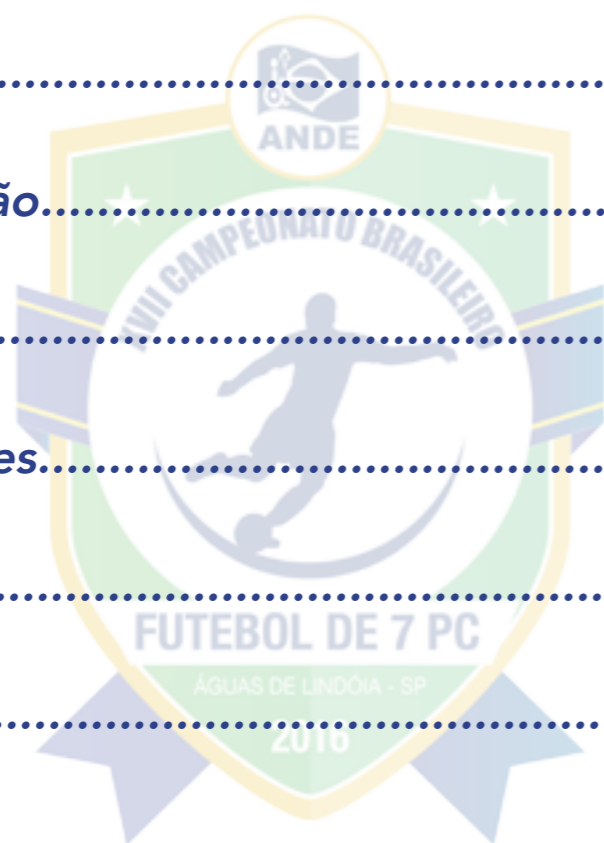 ....................................................
ANDE
ão....................................................
XVII CAMPEONATO BRASILEIRO
....................................................
es....................................................
....................................................
FUTEBOL DE 7 PC
ÁGUAS DE LINDÓIA - SP
....................................................
2016